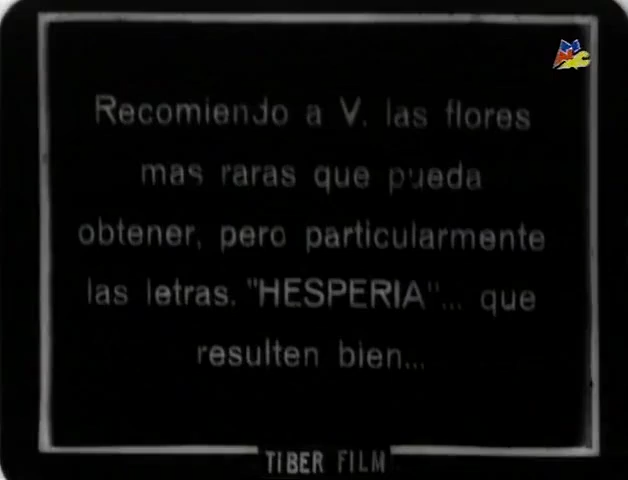 Recomiendo a V. las flores
mas raras que pueda
obtener, pero particularmente
las letras. "HESPERIA"... que
resulten bien...
TIBER FILM